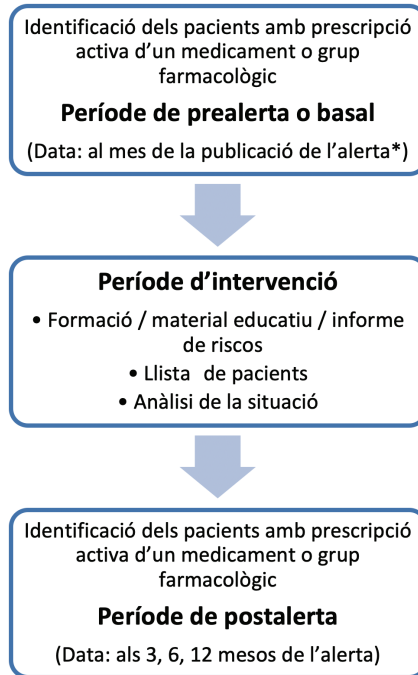 Identificació dels pacients amb prescripció
activa d’un medicament o grup
farmacològic
Període de prealerta o basal
(Data: al mes de la publicació de l’alerta*)
Període d’intervenció
• Formació / material educatiu / informe
de riscos
• Llista de pacients
• Anàlisi de la situació
Identificació dels pacients amb prescripció
activa d’un medicament o grup
farmacològic
Període de postalerta
(Data: als 3, 6, 12 mesos de l’alerta)